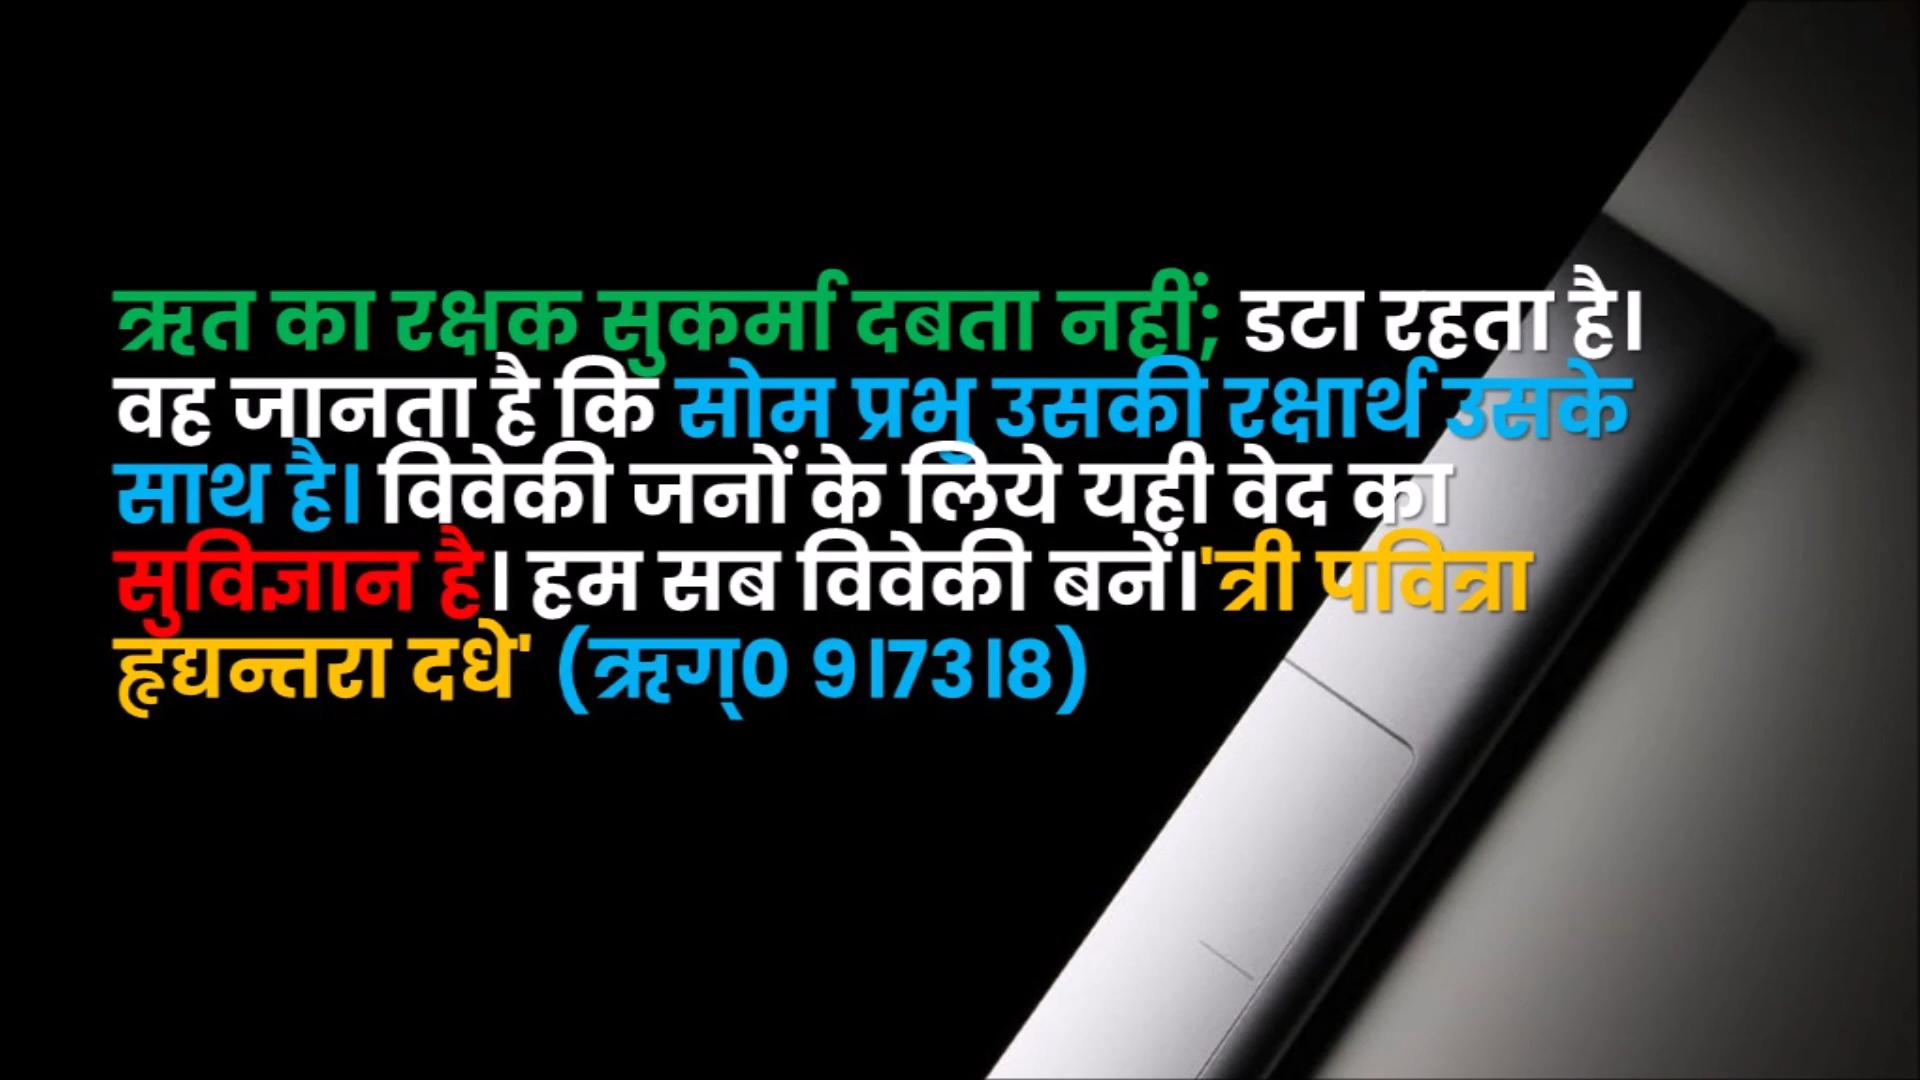 ऋत का रक्षक सुकर्मा दबता नहीं; डटा रहता है।
वह जानता है कि सोम प्रभु उसकी रक्षार्थ उसके
साथ है। विवेकी जनों के लिये यही वेद का
सुविज्ञान है। हम सब विवेकी बनें।'त्री पवित्रा
हृद्यन्तरा दधे' (ऋग्0 9।73।8)